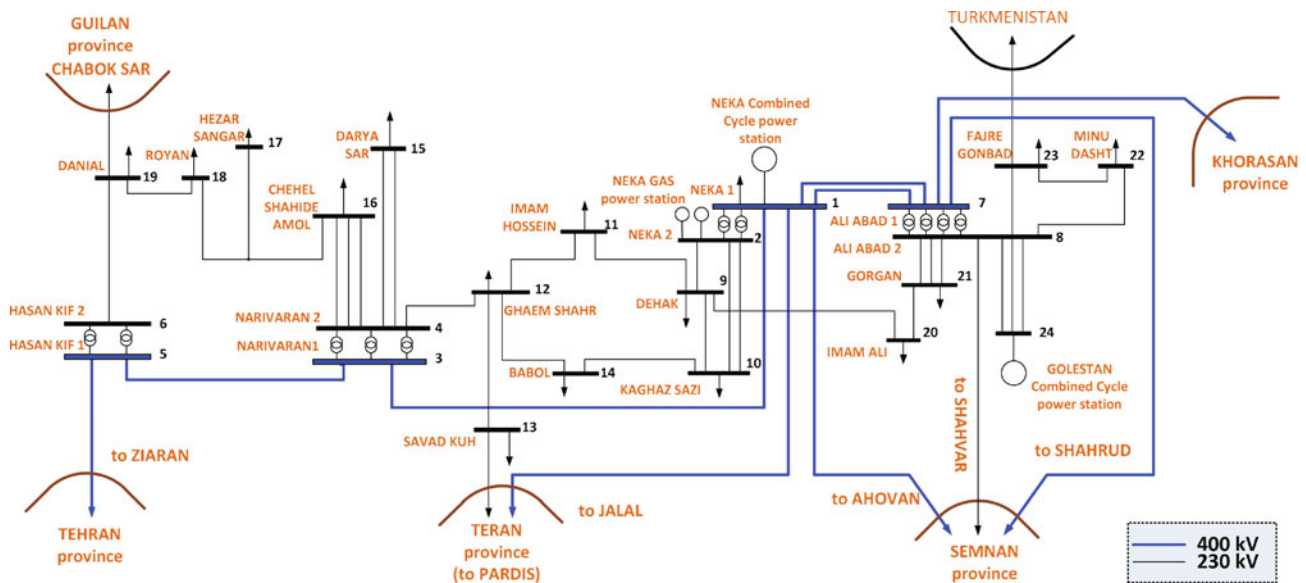 GUILAN
province
CHABOK SAR
TURKMENISTAN
HEZAR
SANGAR
17
DARYA
SAR
15
ROYAN
18
DANIAL
19
CHEHEL
SHAHIDE
AMOL
16
NEKA Combined
Cycle power
station
NEKA GAS
power station
NEKA 1
1
NEKA 2
2
IMAM
HOSSEIN
11
FAJRE
GONBAD
23
MINU
DASHT
22
KHORASAN
province
7
ALI ABAD 1
ALI ABAD 2
8
GORGAN
21
9
DEHAK
12
GHAEM SHAHR
HASAN KIF 2
6
HASAN KIF 1
5
NARIVARAN 2
4
NARIVARAN1
3
20
IMAM ALI
24
GOLESTAN
Combined Cycle
power station
BABOL
14
10
KAGHAZ SAZI
13
SAVAD KUH
to SHAHVAR
to SHAHRUD
to ZIARAN
to JALAL
to AHOVAN
TEHRAN
province
TERAN
province
(to PARDIS)
SEMNAN
province
400 kV
230 kV